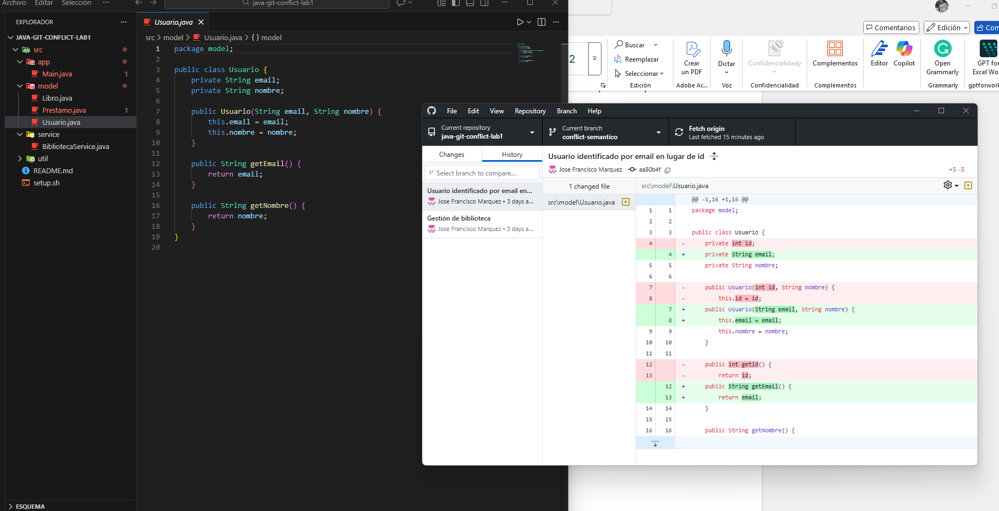 Archivo Editar Selección ··· java-git-conflict-lab1
EXPLORADOR ···
JAVA-GIT-CONFLICT-LAB1
src
app
Main.java 1
model
Libro.java
Prestamo.java 1
Usuario.java
service
BibliotecaService.java
util
README.md
setup.sh
ESQUEMA
Usuario.java
src > model > Usuario.java > {} model
1 package model;
2
3 public class Usuario {
4 private String email;
5 private String nombre;
6
7 public Usuario(String email, String nombre) {
8 this.email = email;
9 this.nombre = nombre;
10 }
11
12 public String getEmail() {
13 return email;
14 }
15
16 public String getNombre() {
17 return nombre;
18 }
19 }
20
Comentarios Edición Com
2
Buscar
Reemplazar
Seleccionar
Edición
Crear
un PDF
Adobe Ac...
Dictar
Voz
Confidencialidady
Confidencialidad
Complementos
Complementos
Editor
Copilot
Open
Grammarly
Grammarly
GPT for
Excel Wo
gptforwork
File Edit View Repository Branch Help
Current repository
java-git-conflict-lab1
Current branch
conflict-semantico
Fetch origin
Last fetched 15 minutes ago
Changes History
Select branch to compare...
Usuario identificado por email en...
Jose Francisco Marquez • 3 days a...
Gestión de biblioteca
Jose Francisco Marquez • 3 days a...
Usuario identificado por email en lugar de id
Jose Francisco Marquez aa80b4f +5 -5
1 changed file
src\model\Usuario.java
src\model\Usuario.java
@@ -1,16 +1,16 @@
1 1 package model;
2 2
3 3 public class Usuario {
4 - private int id;
4 + private String email;
5 5 private String nombre;
6 6
7 - public Usuario(int id, String nombre) {
8 - this.id = id;
7 + public Usuario(String email, String nombre) {
8 + this.email = email;
9 9 this.nombre = nombre;
10 10 }
11 11
12 - public int getId() {
13 - return id;
12 + public String getEmail() {
13 + return email;
14 14 }
15 15
16 16 public String getNombre() {